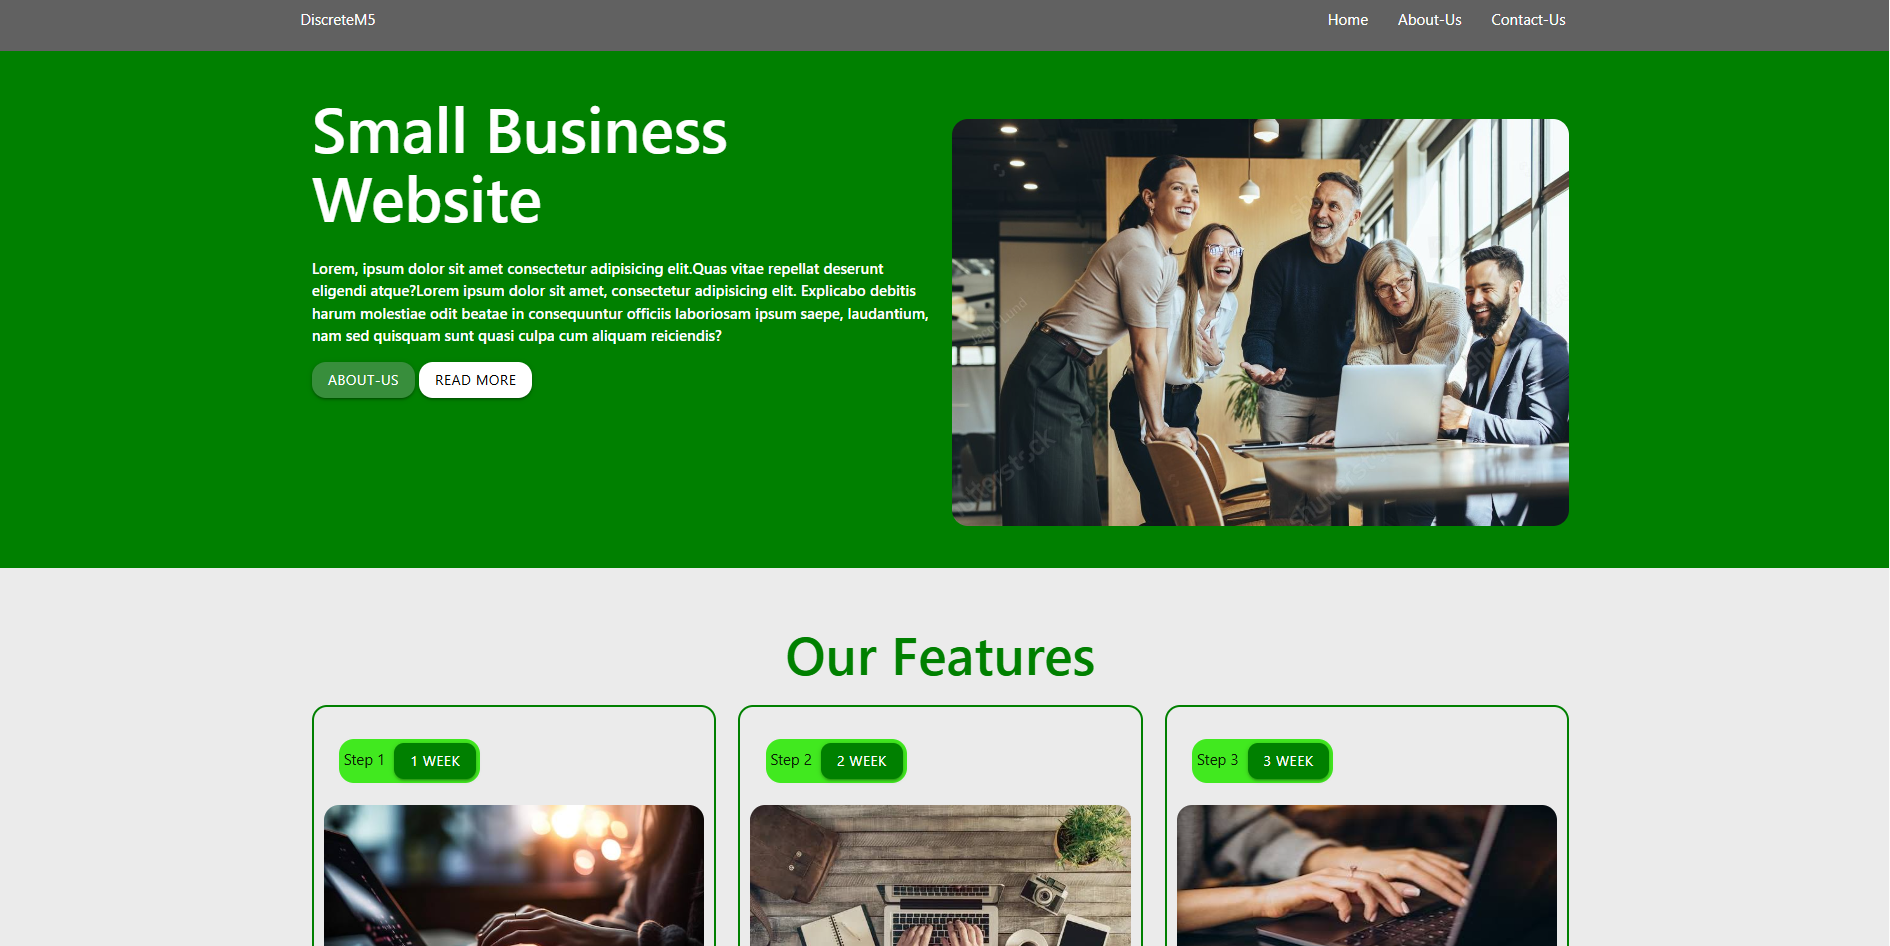 DiscreteM5
Home About-Us Contact-Us
Small Business
Website
Lorem, ipsum dolor sit amet consectetur adipisicing elit.Quas vitae repellat deserunt
eligendi atque?Lorem ipsum dolor sit amet, consectetur adipisicing elit. Explicabo debitis
harum molestiae odit beatae in consequuntur officiis laboriosam ipsum saepe, laudantium,
nam sed quisquam sunt quasi culpa cum aliquam reiciendis?
ABOUT-US READ MORE
shutterstock
shutterstock
Our Features
Step 1 1 WEEK
Step 2 2 WEEK
Step 3 3 WEEK